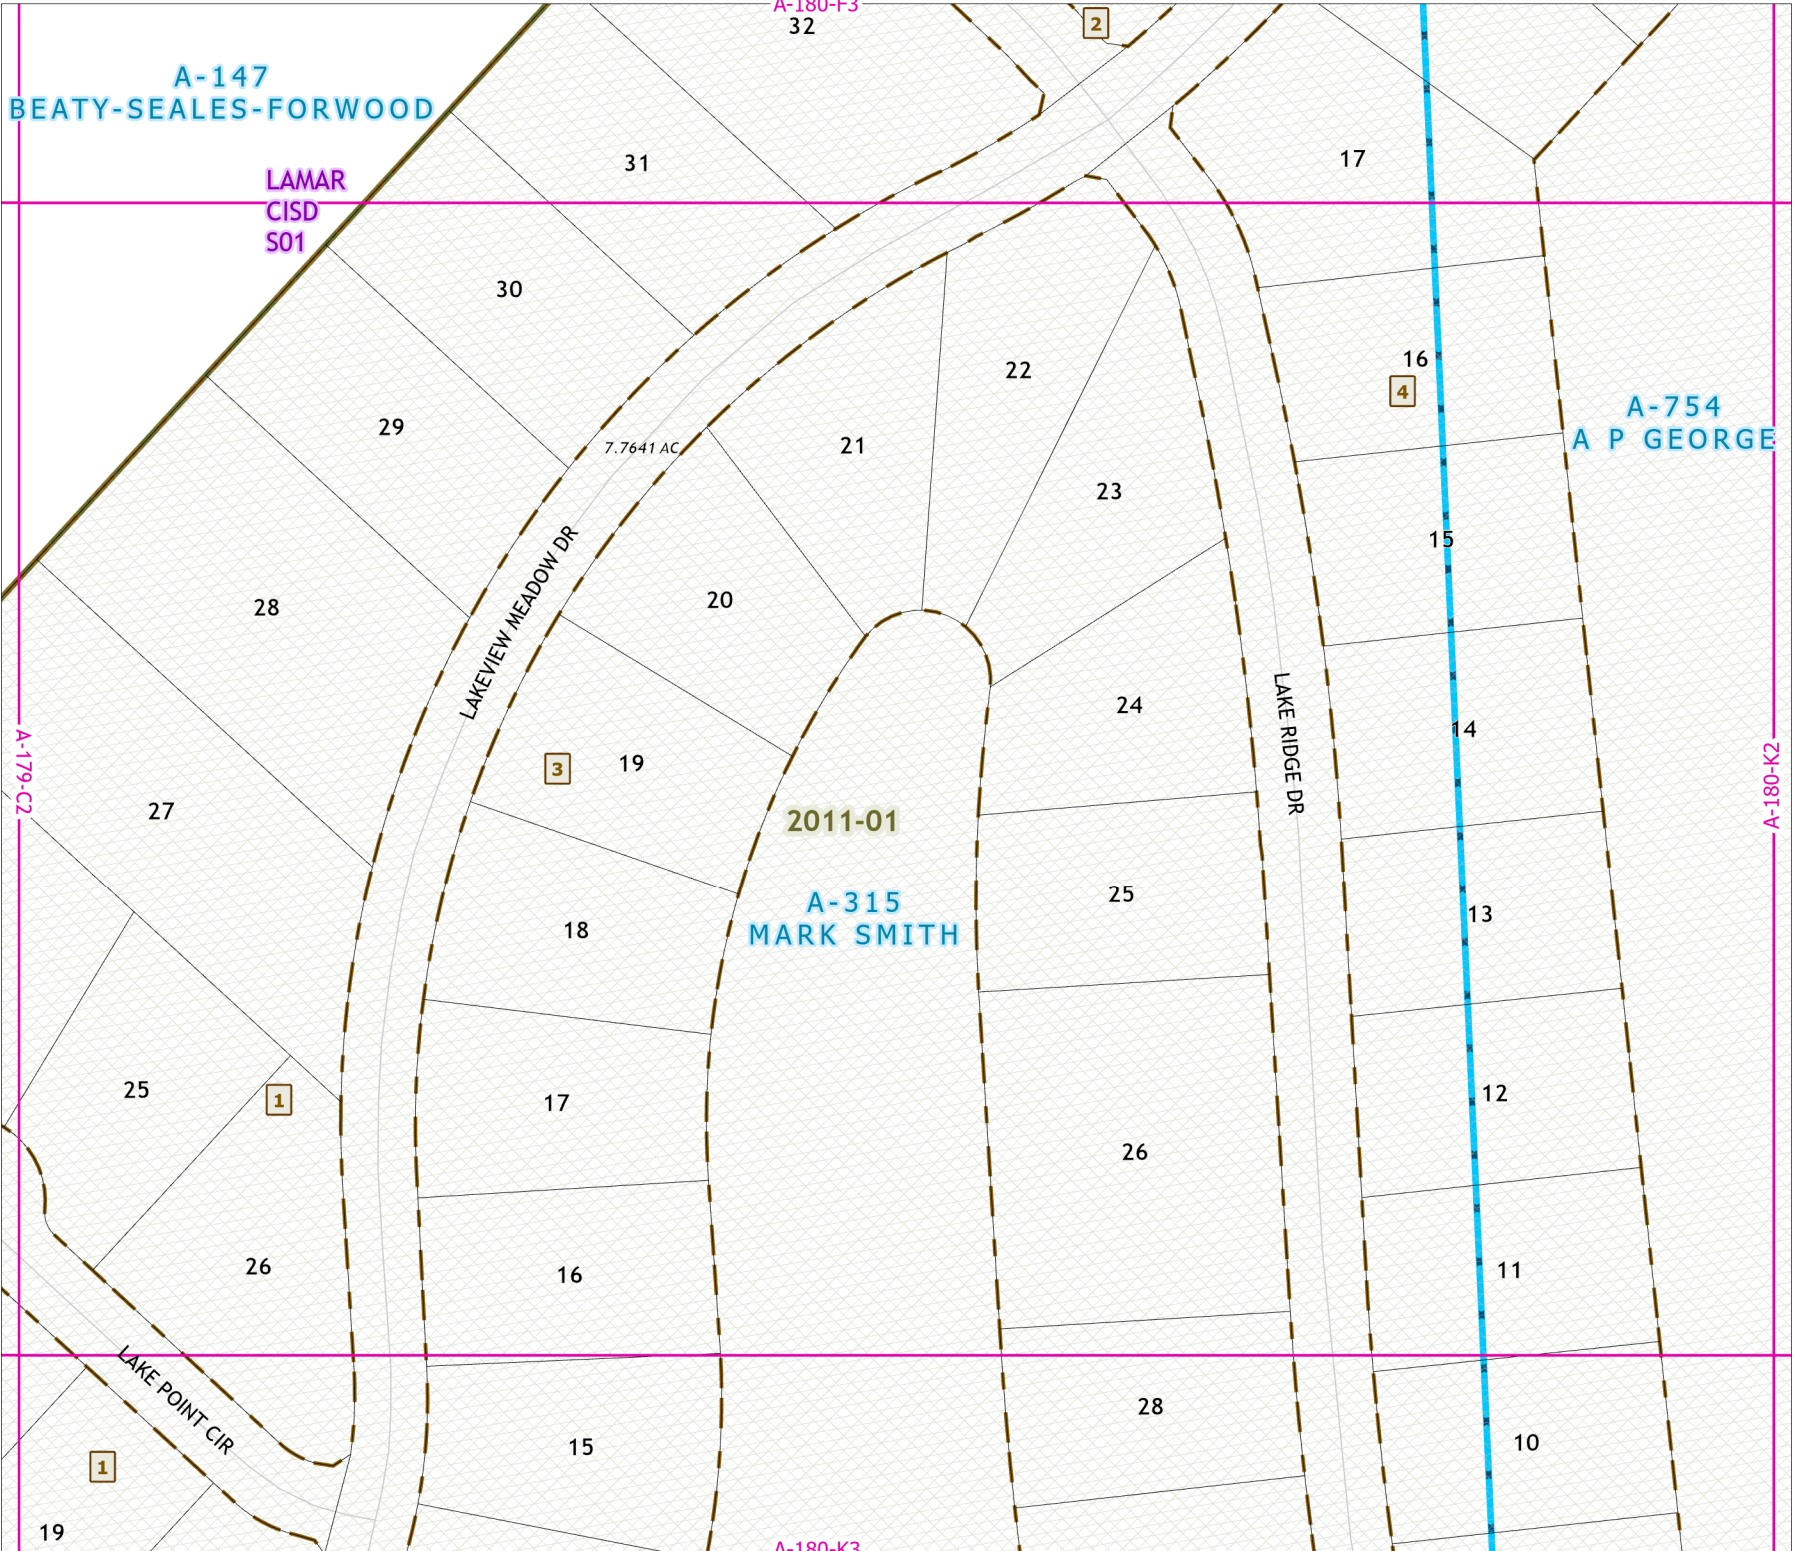 A-180-F3
32
2
A-147
BEATY-SEALES-FORWOOD
31
17
LAMAR
CISD
S01
30
16
4
22
A-754
A P GEORGE
29
7.7641 AC
21
23
15
LAKEVIEW MEADOW DR
28
20
24
LAKE RIDGE DR
14
A-179-C2
A-180-K2
3
19
27
2011-01
A-315
MARK SMITH
25
13
18
25
1
17
12
26
26
16
11
LAKE POINT CIR
28
15
10
1
19
A-180-K3